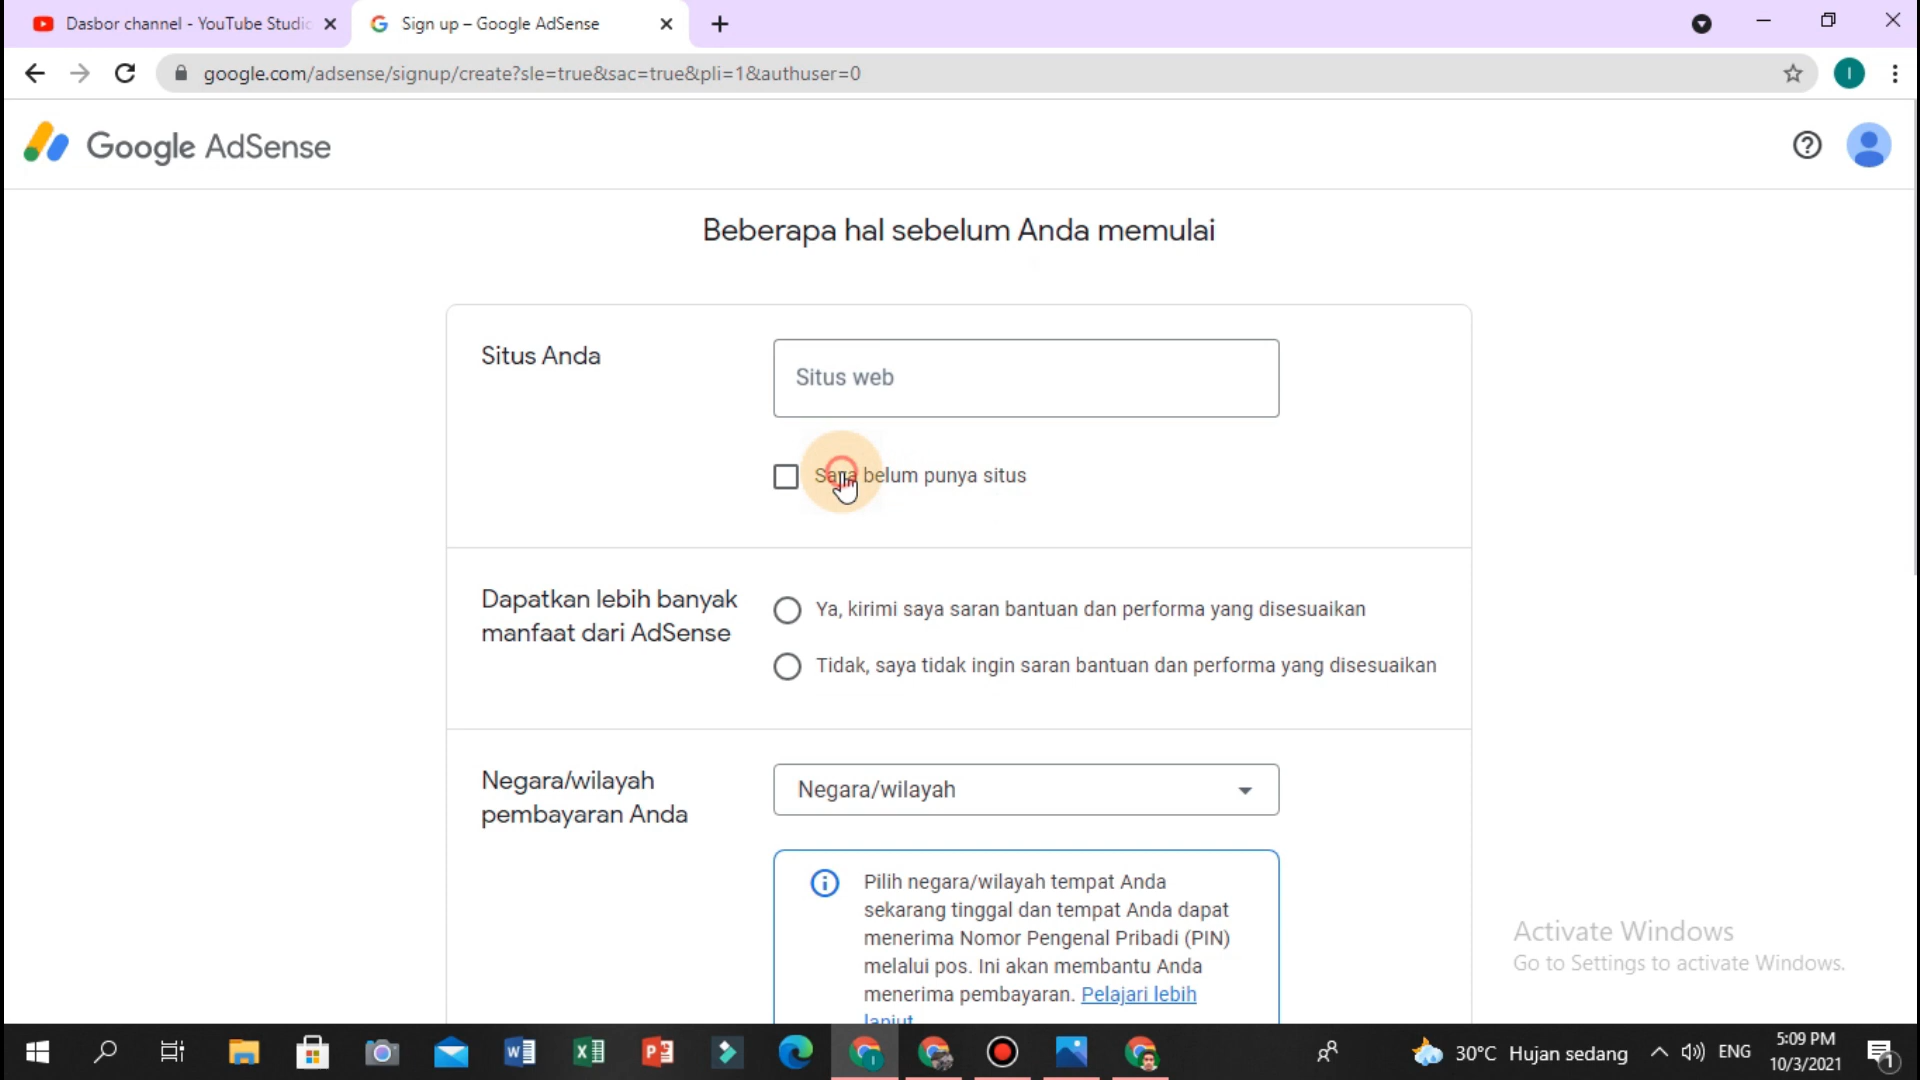 Dasbor channel - YouTube Studio
Sign up – Google AdSense
google.com/adsense/signup/create?sle=true&sac=true&pli=1&authuser=0
I
Google AdSense
Beberapa hal sebelum Anda memulai
Situs Anda
Situs web
Saya belum punya situs
Dapatkan lebih banyak
manfaat dari AdSense
Ya, kirimi saya saran bantuan dan performa yang disesuaikan
Tidak, saya tidak ingin saran bantuan dan performa yang disesuaikan
Negara/wilayah
pembayaran Anda
Negara/wilayah
Pilih negara/wilayah tempat Anda
sekarang tinggal dan tempat Anda dapat
menerima Nomor Pengenal Pribadi (PIN)
melalui pos. Ini akan membantu Anda
menerima pembayaran. Pelajari lebih
lanjut
Activate Windows
Go to Settings to activate Windows.
30°C Hujan sedang
ENG
5:09 PM
10/3/2021
1